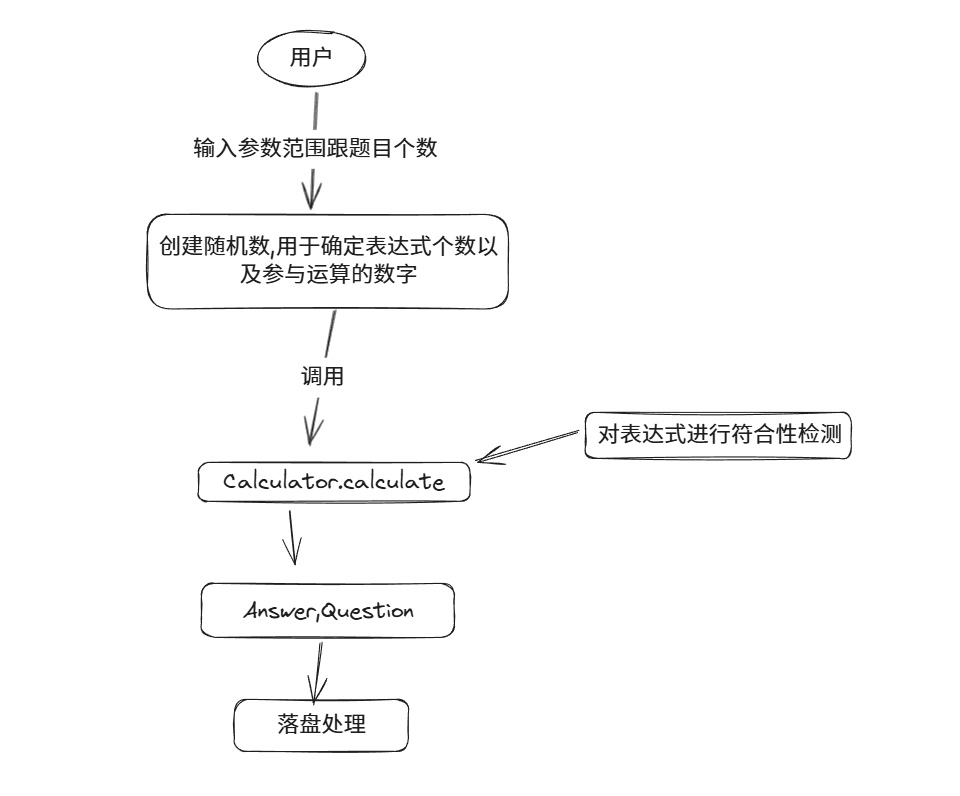 用户
输入参数范围跟题目个数
创建随机数,用于确定表达式个数以
及参与运算的数字
调用
对表达式进行符合性检测
Calculator.calculate
Answer,Question
落盘处理